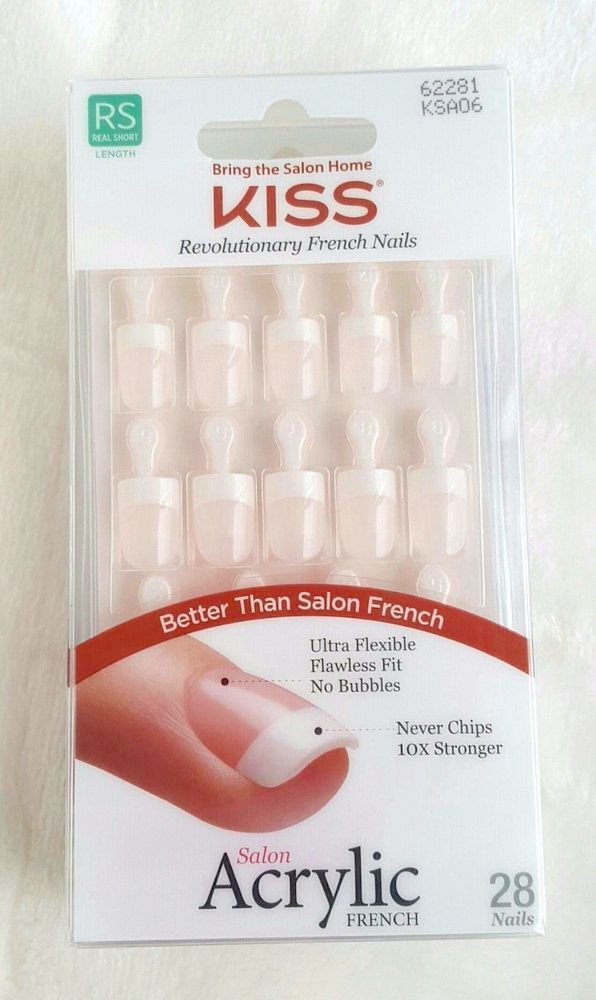 RS
REAL SHORT
LENGTH
62281
KSA06
Bring the Salon Home
KISS®
Revolutionary French Nails
Better Than Salon French
Ultra Flexible
Flawless Fit
No Bubbles
Never Chips
10X Stronger
Salon
Acrylic
FRENCH
28
Nails